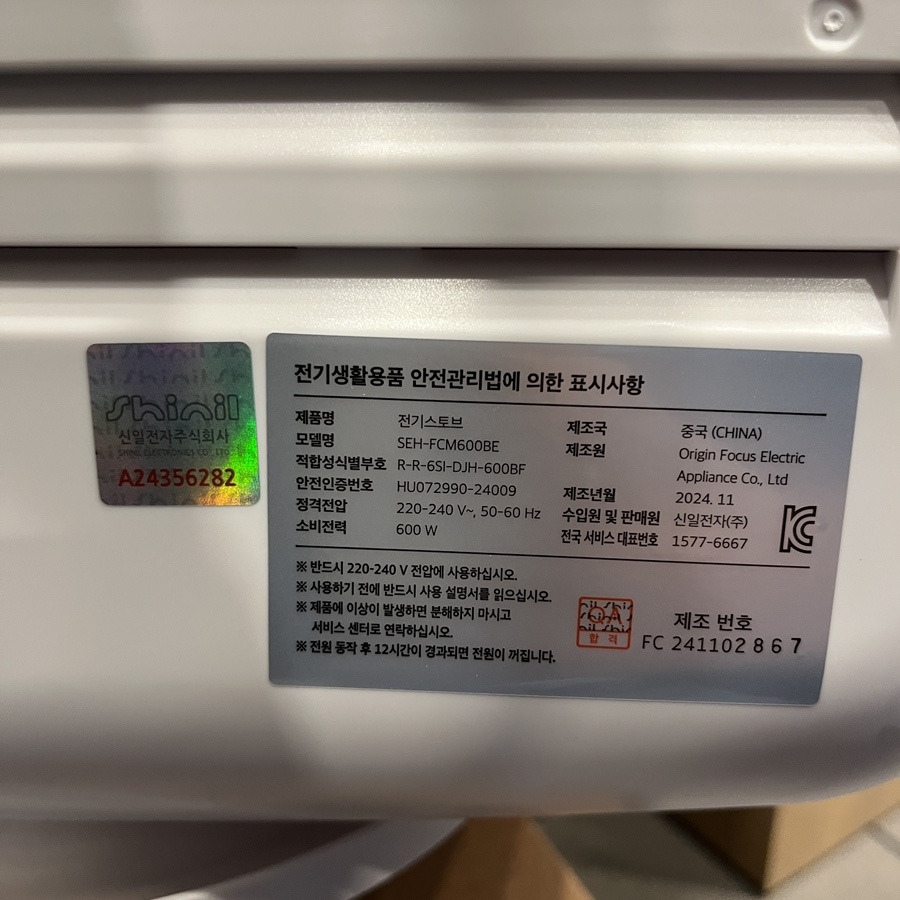 shinil
신일전자주식회사
SHINIL ELECTRONICS CO., LTD.
A24356282
전기생활용품 안전관리법에 의한 표시사항
제품명 전기스토브
모델명 SEH-FCM600BE
적합성식별부호 R-R-6SI-DJH-600BF
안전인증번호 HU072990-24009
정격전압 220-240 V~, 50-60 Hz
소비전력 600 W
제조국 중국 (CHINA)
제조원 Origin Focus Electric
Appliance Co., Ltd
제조년월 2024. 11
수입원 및 판매원 신일전자(주)
전국 서비스 대표번호 1577-6667
※ 반드시 220-240 V 전압에 사용하십시오.
※ 사용하기 전에 반드시 사용 설명서를 읽으십시오.
※ 제품에 이상이 발생하면 분해하지 마시고
서비스 센터로 연락하십시오.
※ 전원 동작 후 12시간이 경과되면 전원이 꺼집니다.
QA
합 격
제조 번호
FC 241102867